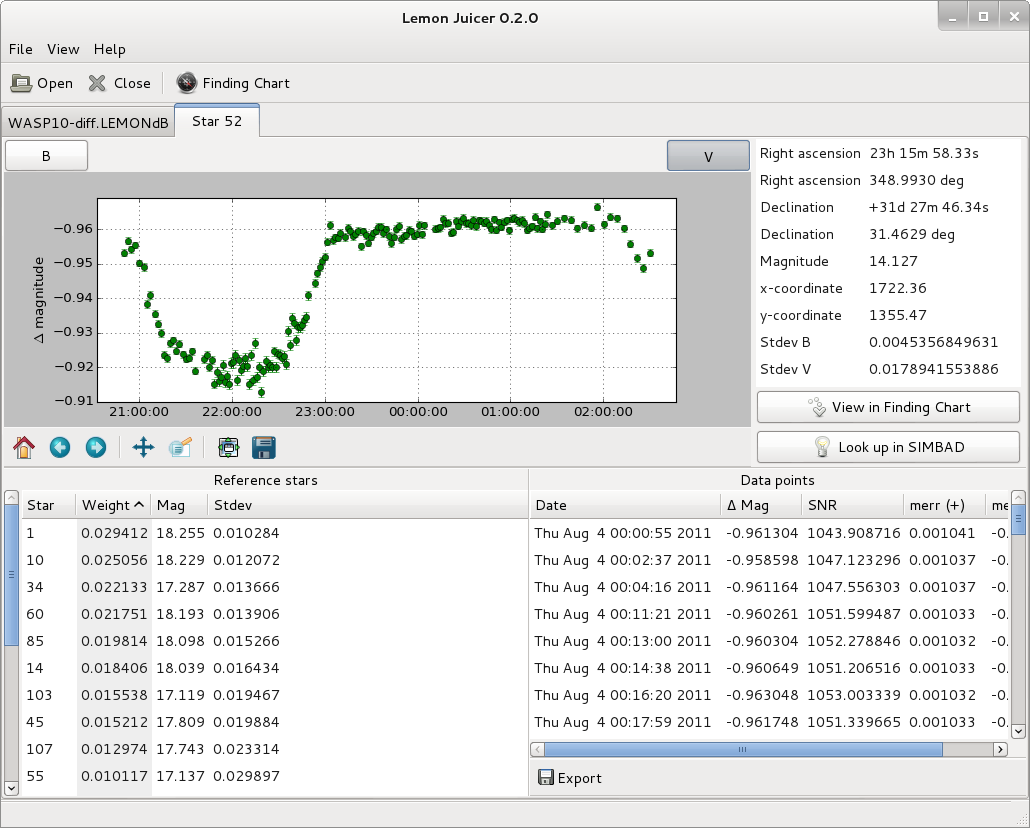 Lemon Juicer 0.2.0
File View Help
Open Close Finding Chart
WASP10-diff.LEMONdB Star 52
B V
Δ magnitude
−0.96
−0.95
−0.94
−0.93
−0.92
−0.91
21:00:00 22:00:00 23:00:00 00:00:00 01:00:00 02:00:00
Right ascension 23h 15m 58.33s
Right ascension 348.9930 deg
Declination +31d 27m 46.34s
Declination 31.4629 deg
Magnitude 14.127
x-coordinate 1722.36
y-coordinate 1355.47
Stdev B 0.0045356849631
Stdev V 0.0178941553886
View in Finding Chart
Look up in SIMBAD
Reference stars
Star Weight Mag Stdev
1 0.029412 18.255 0.010284
10 0.025056 18.229 0.012072
34 0.022133 17.287 0.013666
60 0.021751 18.193 0.013906
85 0.019814 18.098 0.015266
14 0.018406 18.039 0.016434
103 0.015538 17.119 0.019467
45 0.015212 17.809 0.019884
107 0.012974 17.743 0.023314
55 0.010117 17.137 0.029897
Data points
Date Δ Mag SNR merr (+) me
Thu Aug 4 00:00:55 2011 -0.961304 1043.908716 0.001041 -0.
Thu Aug 4 00:02:37 2011 -0.958598 1047.123296 0.001037 -0.
Thu Aug 4 00:04:16 2011 -0.961164 1047.556303 0.001037 -0.
Thu Aug 4 00:11:21 2011 -0.960261 1051.599487 0.001033 -0.
Thu Aug 4 00:13:00 2011 -0.960304 1052.278846 0.001032 -0.
Thu Aug 4 00:14:38 2011 -0.960649 1051.206516 0.001033 -0.
Thu Aug 4 00:16:20 2011 -0.963048 1053.003339 0.001032 -0.
Thu Aug 4 00:17:59 2011 -0.961748 1051.339665 0.001033 -0.
Export